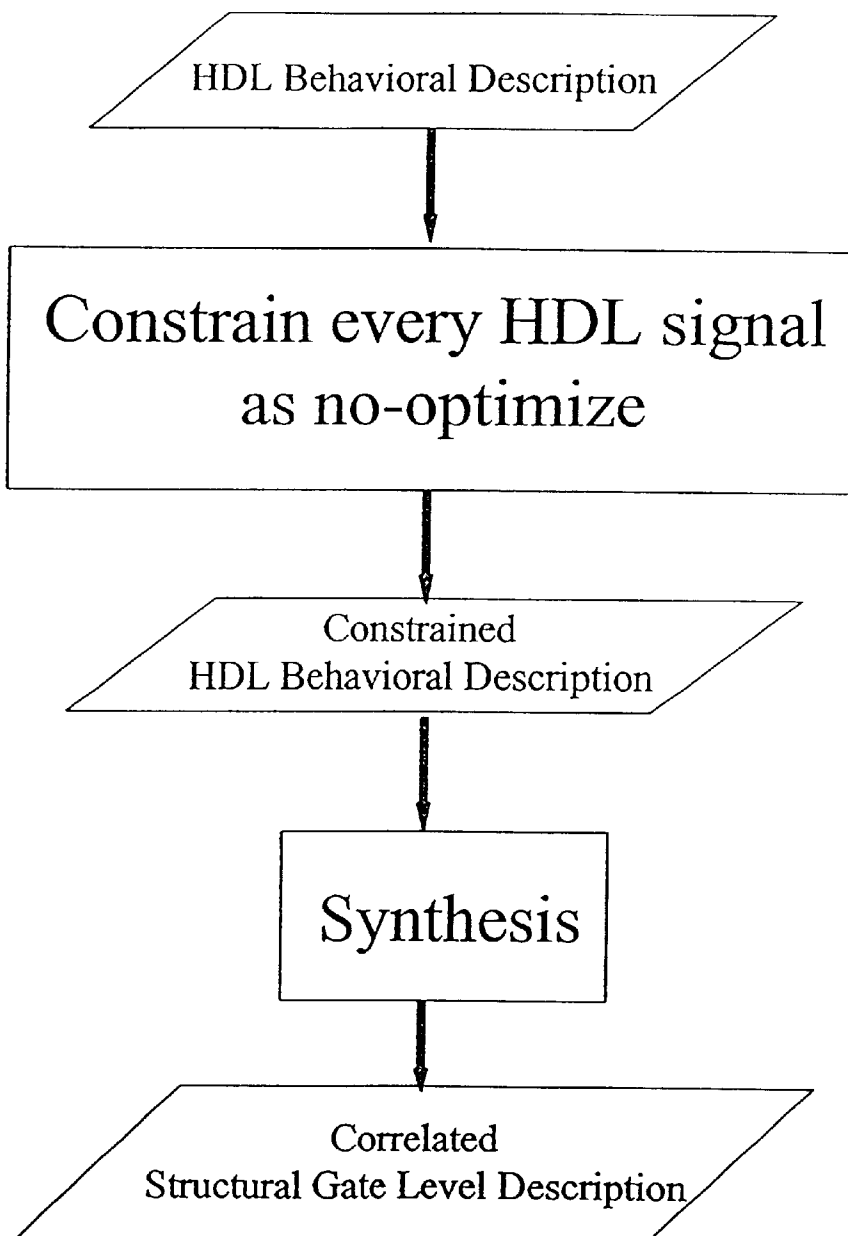 HDL Behavioral Description
Constrain every HDL signal
as no-optimize
Constrained
HDL Behavioral Description
Synthesis
Correlated
Structural Gate Level Description